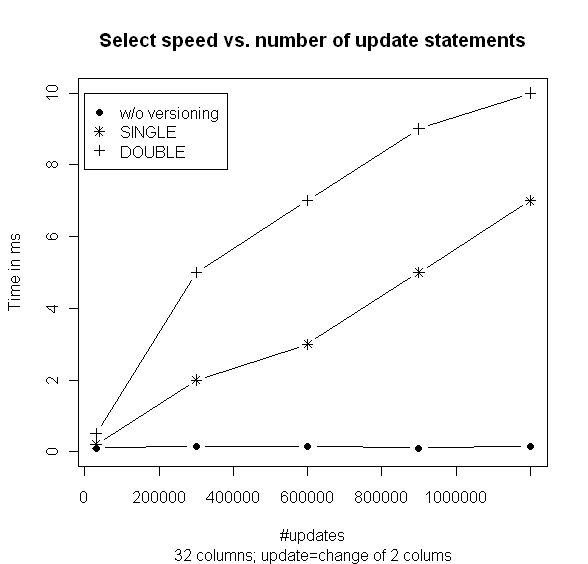 Select speed vs. number of update statements
10
8
6
4
2
0
Time in ms
w/o versioning
SINGLE
DOUBLE
0 200000 400000 600000 800000 1000000
#updates
32 columns; update=change of 2 colums